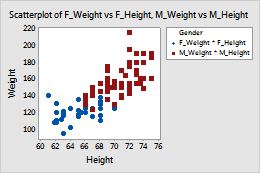 Scatterplot of F_Weight vs F_Height, M_Weight vs M_Height
Gender
F_Weight * F_Height
M_Weight * M_Height
220
200
180
160
140
120
100
80
Weight
60 62 64 66 68 70 72 74 76
Height